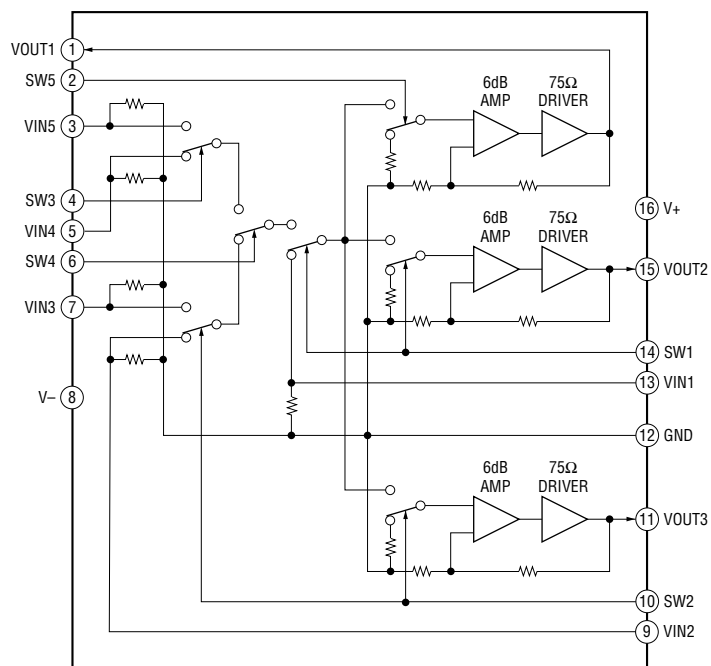 VOUT1 1
SW5 2
VIN5 3
SW3 4
VIN4 5
SW4 6
VIN3 7
V– 8
6dB AMP
75Ω DRIVER
6dB AMP
75Ω DRIVER
6dB AMP
75Ω DRIVER
16 V+
15 VOUT2
14 SW1
13 VIN1
12 GND
11 VOUT3
10 SW2
9 VIN2